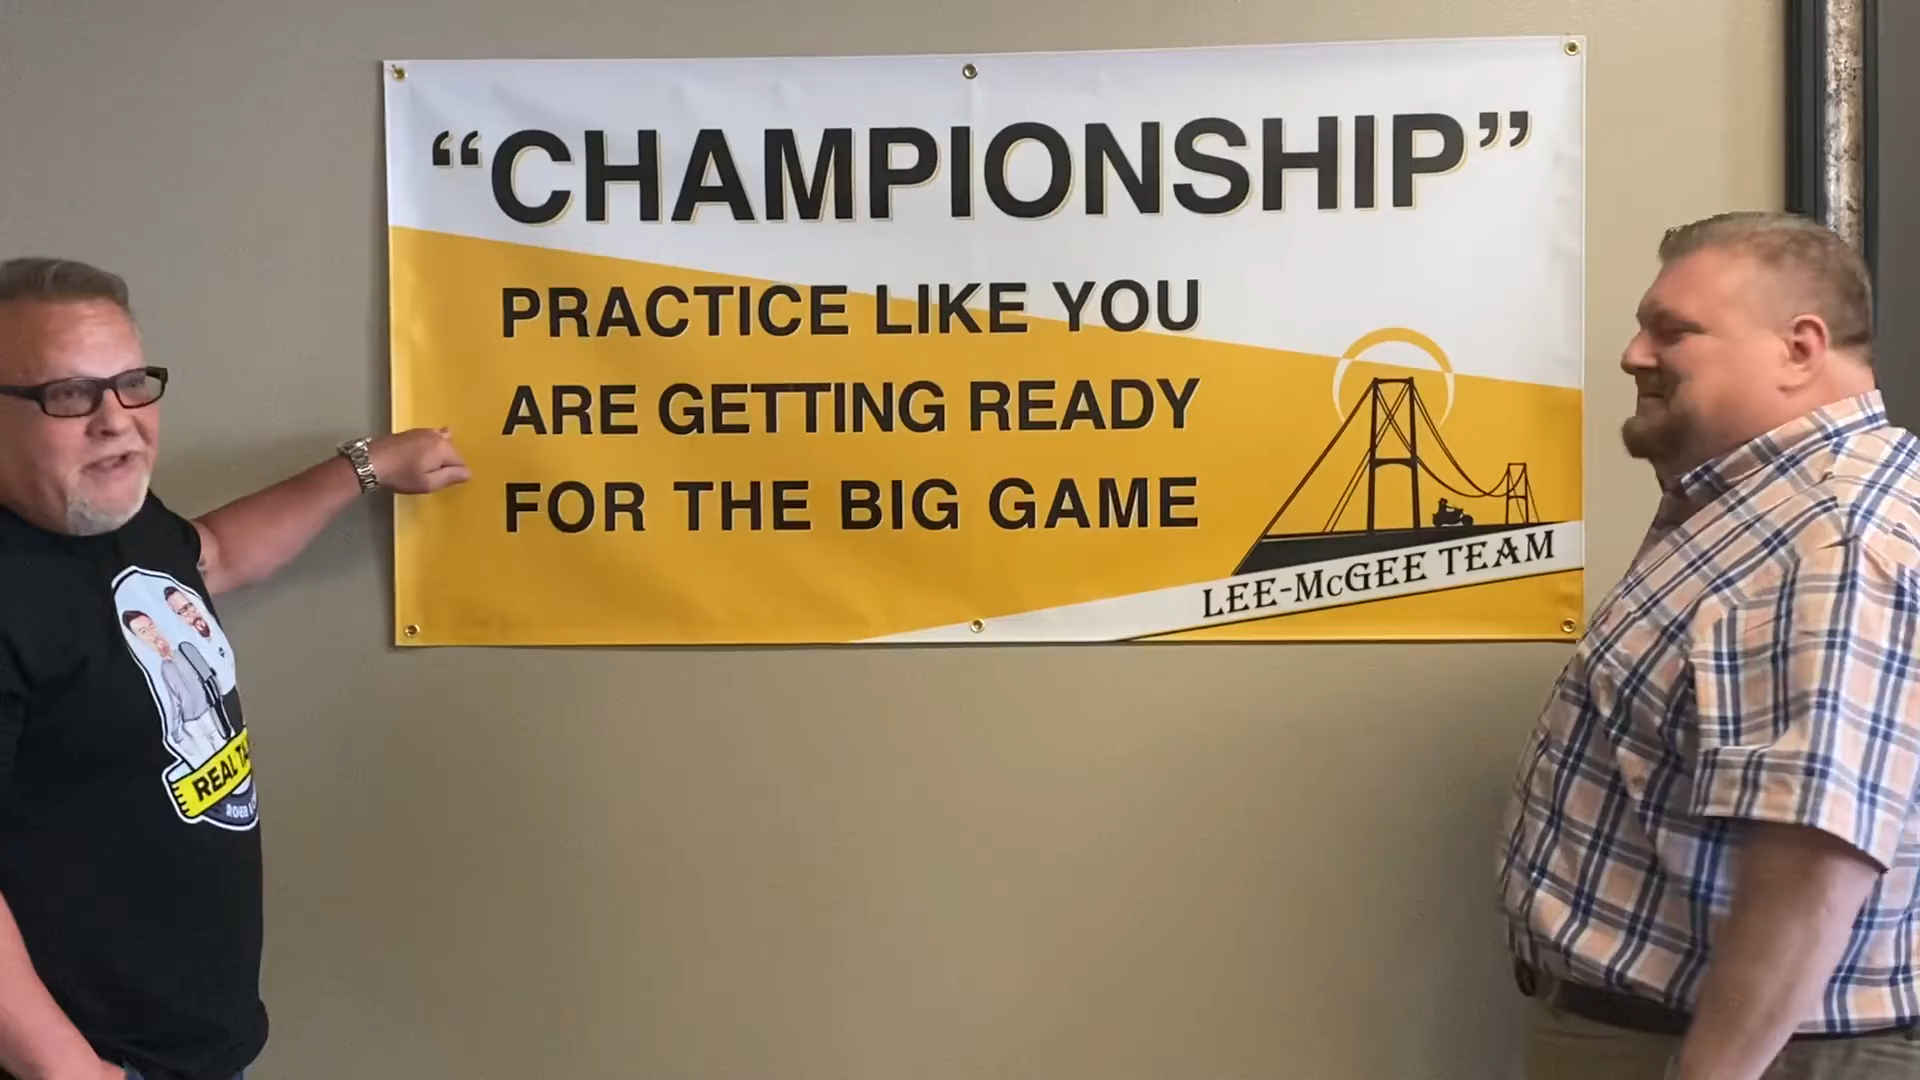 “CHAMPIONSHIP”
PRACTICE LIKE YOU
ARE GETTING READY
FOR THE BIG GAME
LEE-McGEE TEAM
REAL